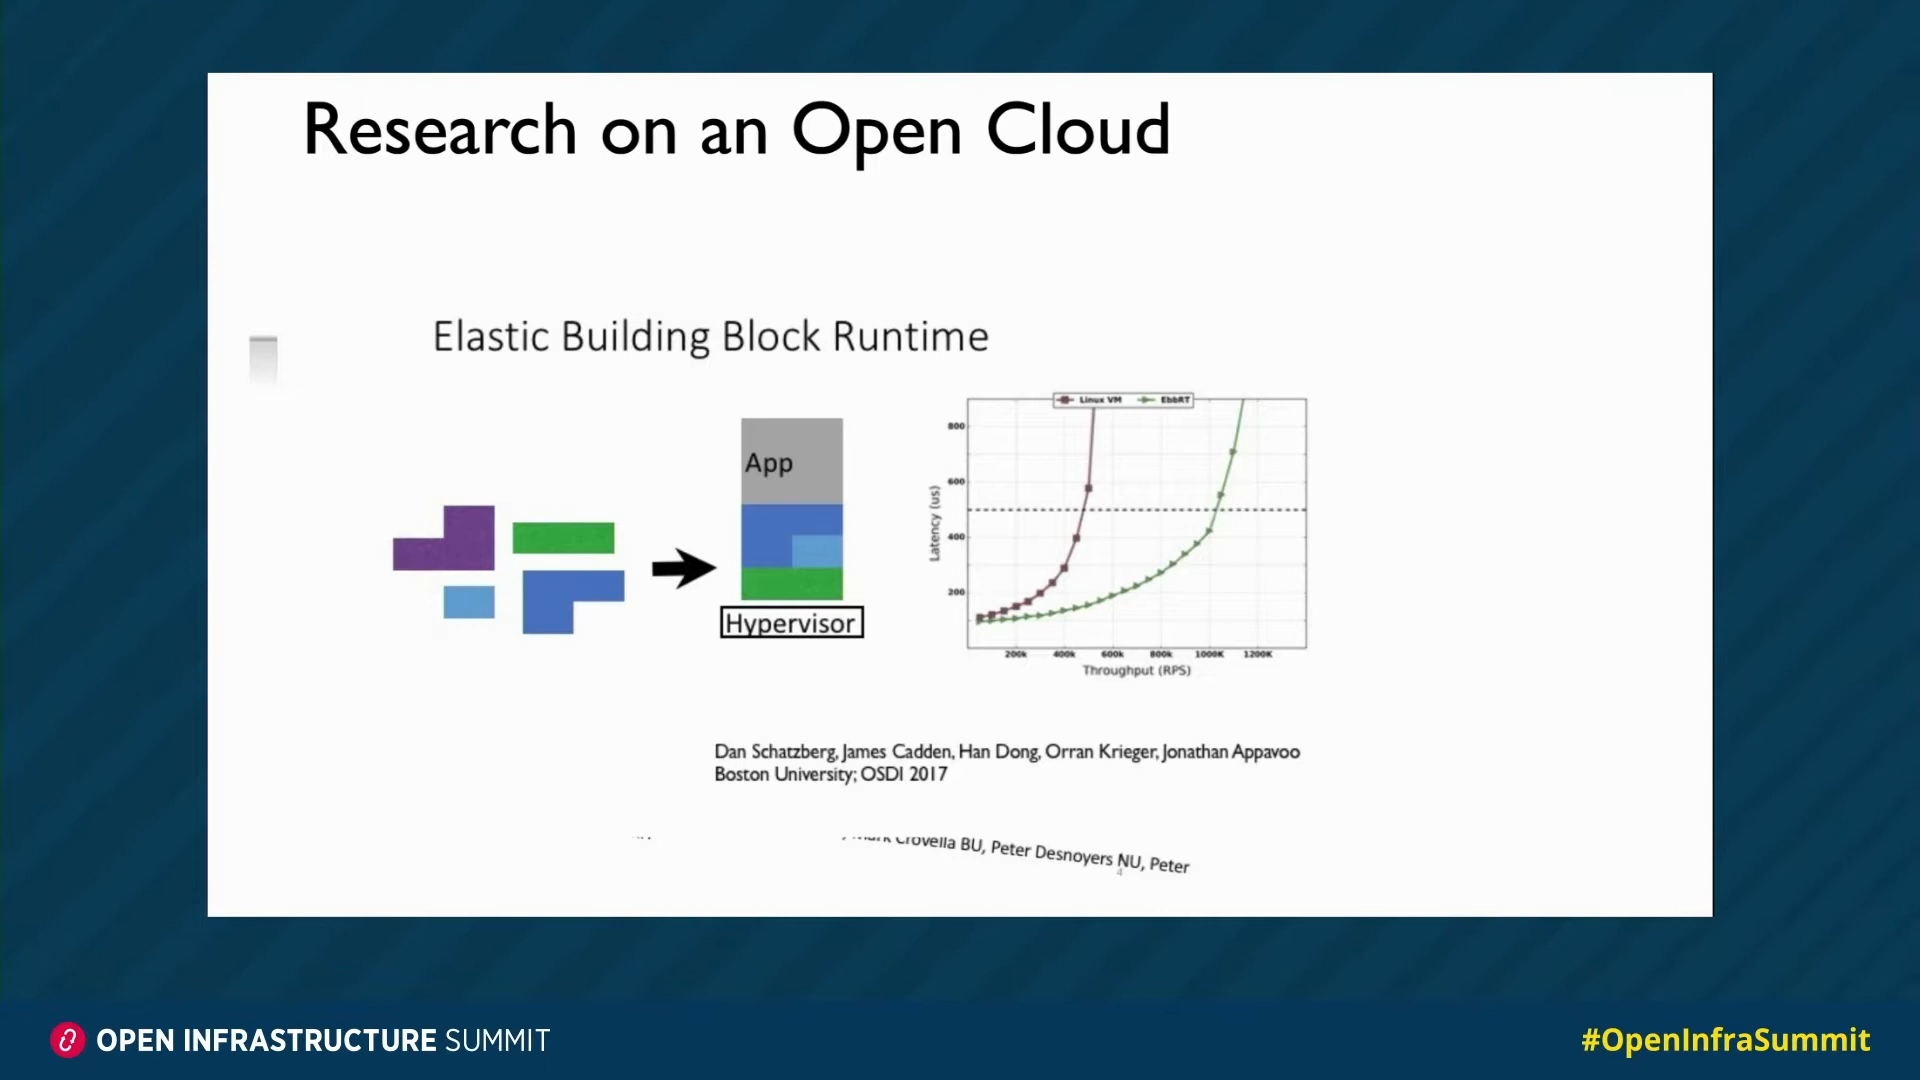 Research on an Open Cloud
Elastic Building Block Runtime
App
Hypervisor
Linux VM EbbRT
800
600
400
200
Latency (us)
200k 400k 600k 800k 1000K 1200K
Throughput (RPS)
Dan Schatzberg, James Cadden, Han Dong, Orran Krieger, Jonathan Appavoo
Boston University; OSDI 2017
Crovella BU, Peter Desnoyers NU, Peter
4
OPEN INFRASTRUCTURE SUMMIT
#OpenInfraSummit